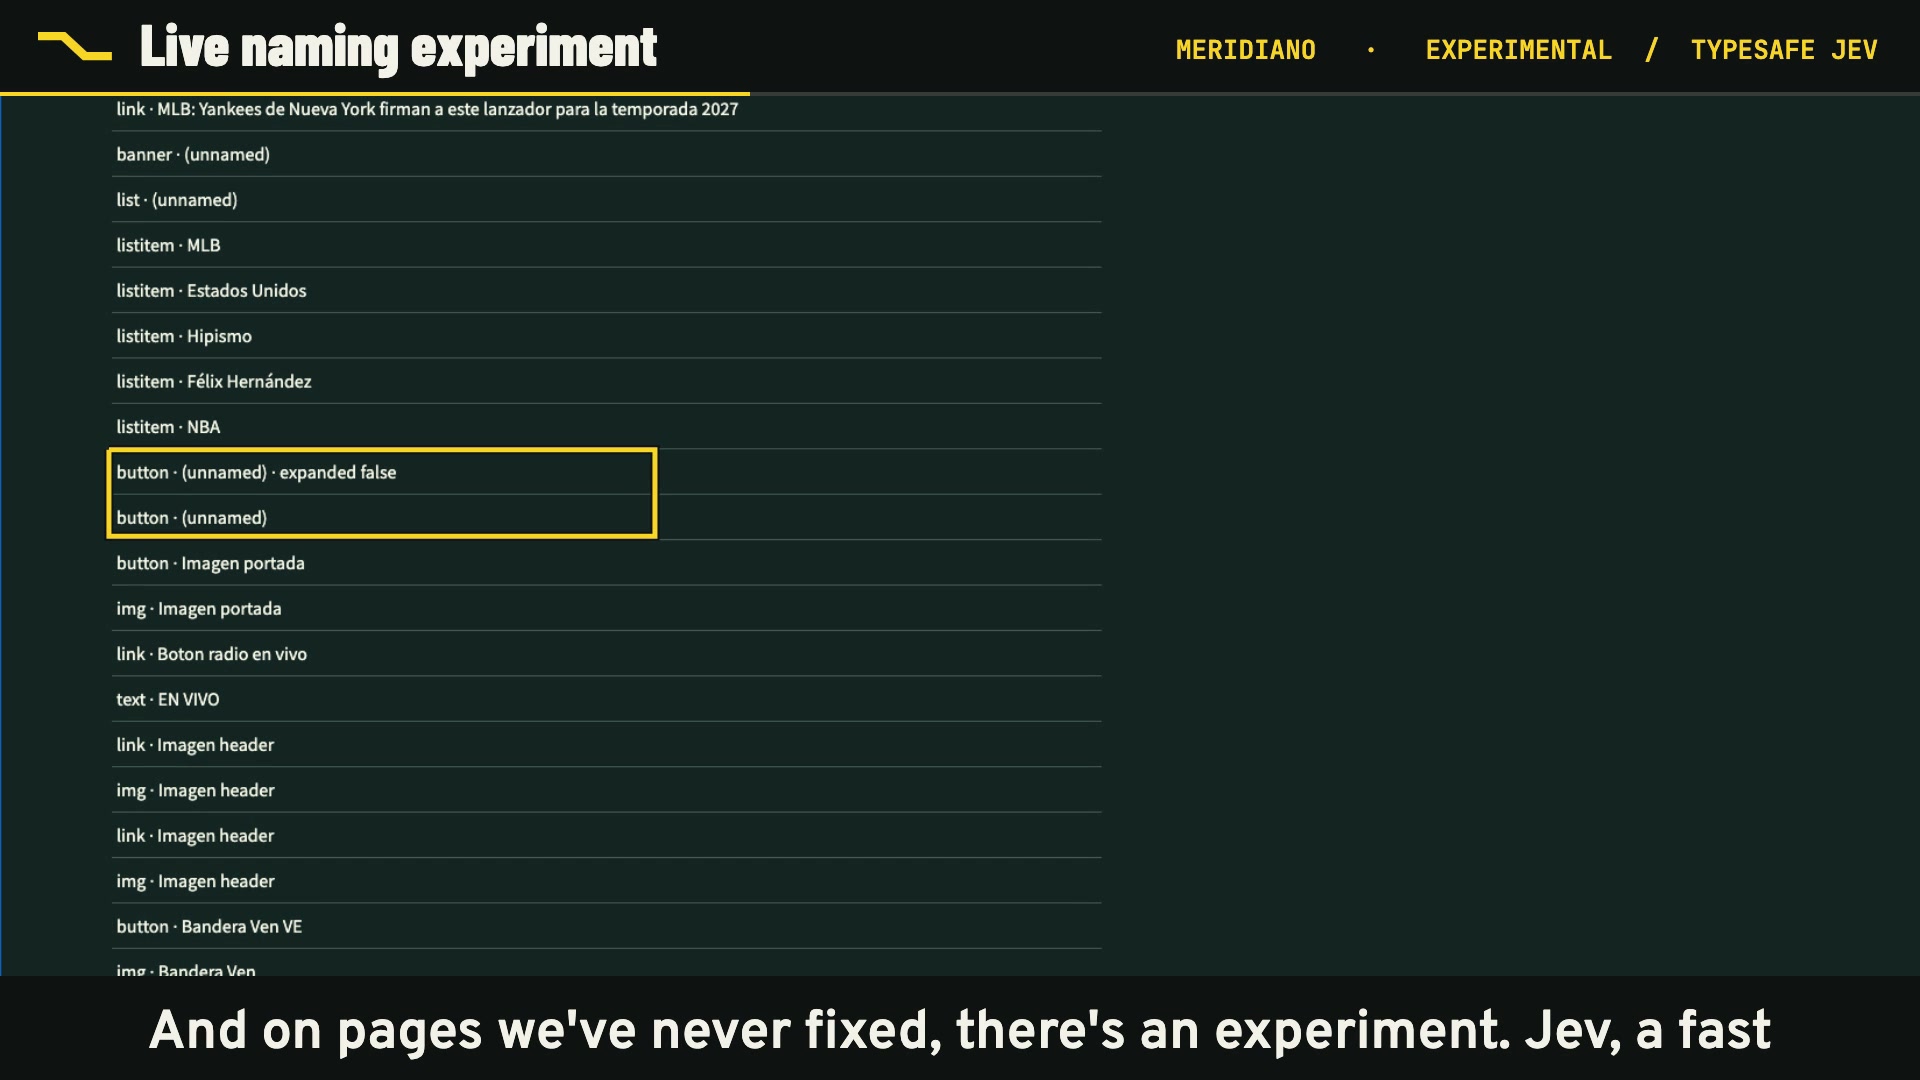 Live naming experiment
MERIDIANO · EXPERIMENTAL / TYPESAFE JEV
link · MLB: Yankees de Nueva York firman a este lanzador para la temporada 2027
banner · (unnamed)
list · (unnamed)
listitem · MLB
listitem · Estados Unidos
listitem · Hipismo
listitem · Félix Hernández
listitem · NBA
button · (unnamed) · expanded false
button · (unnamed)
button · Imagen portada
img · Imagen portada
link · Boton radio en vivo
text · EN VIVO
link · Imagen header
img · Imagen header
link · Imagen header
img · Imagen header
button · Bandera Ven VE
img · Bandera Ven
And on pages we've never fixed, there's an experiment. Jev, a fast